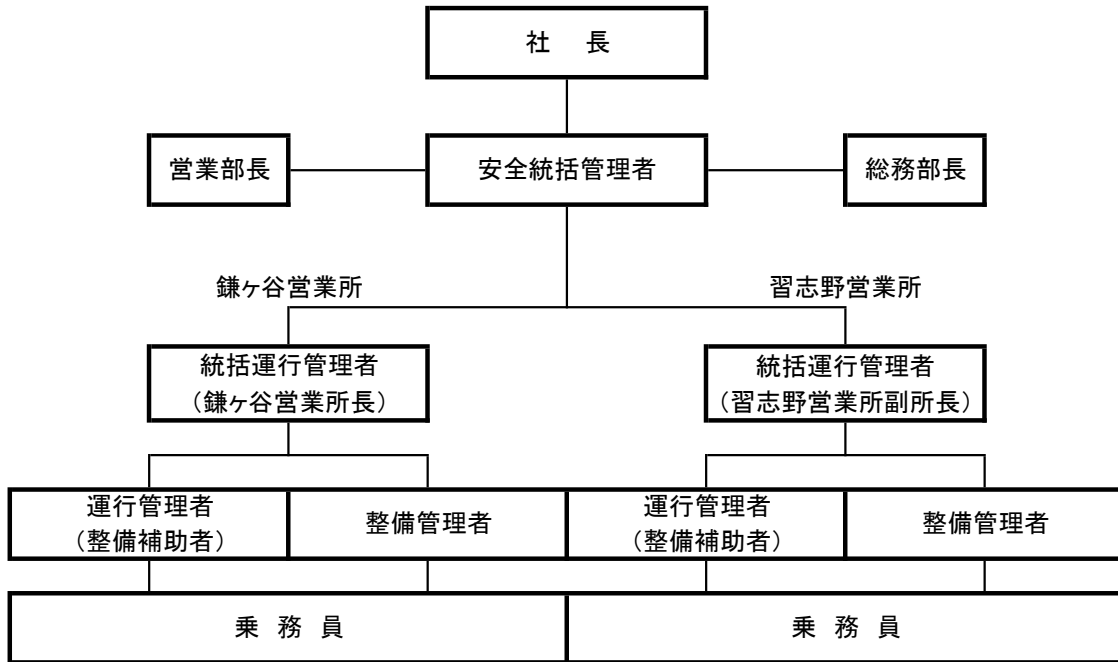 社　長
営業部長
安全統括管理者
総務部長
鎌ヶ谷営業所
習志野営業所
統括運行管理者
（鎌ヶ谷営業所長）
統括運行管理者
（習志野営業所副所長）
運行管理者
（整備補助者）
整備管理者
運行管理者
（整備補助者）
整備管理者
乗 務 員
乗 務 員